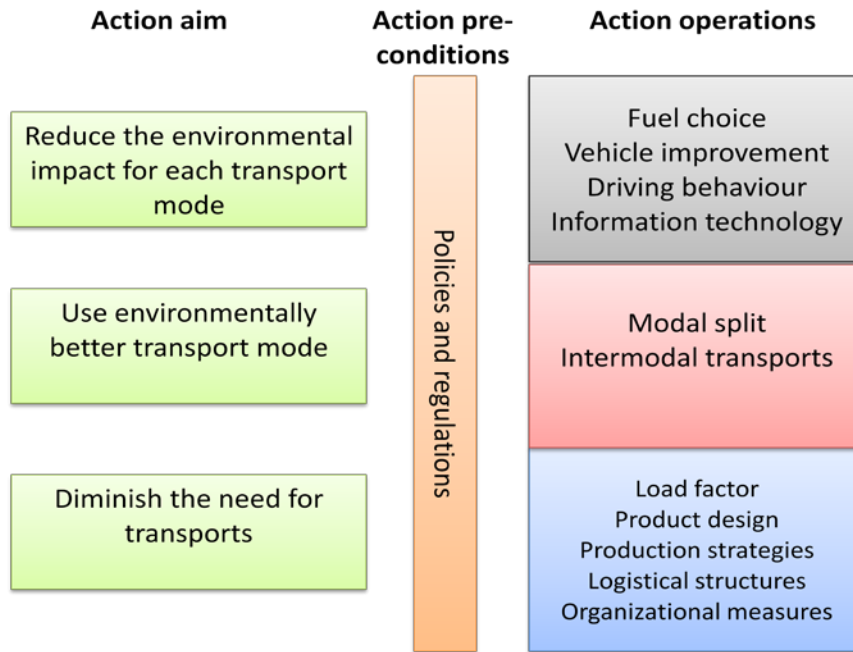 Action aim
Action pre-
conditions
Action operations
Reduce the environmental
impact for each transport
mode
Use environmentally
better transport mode
Diminish the need for
transports
Policies and regulations
Fuel choice
Vehicle improvement
Driving behaviour
Information technology
Modal split
Intermodal transports
Load factor
Product design
Production strategies
Logistical structures
Organizational measures